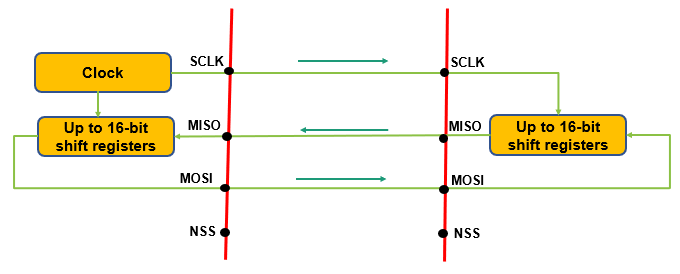 SCLK
SCLK
Clock
MISO
MISO
Up to 16-bit
shift registers
Up to 16-bit
shift registers
MOSI
MOSI
NSS
NSS